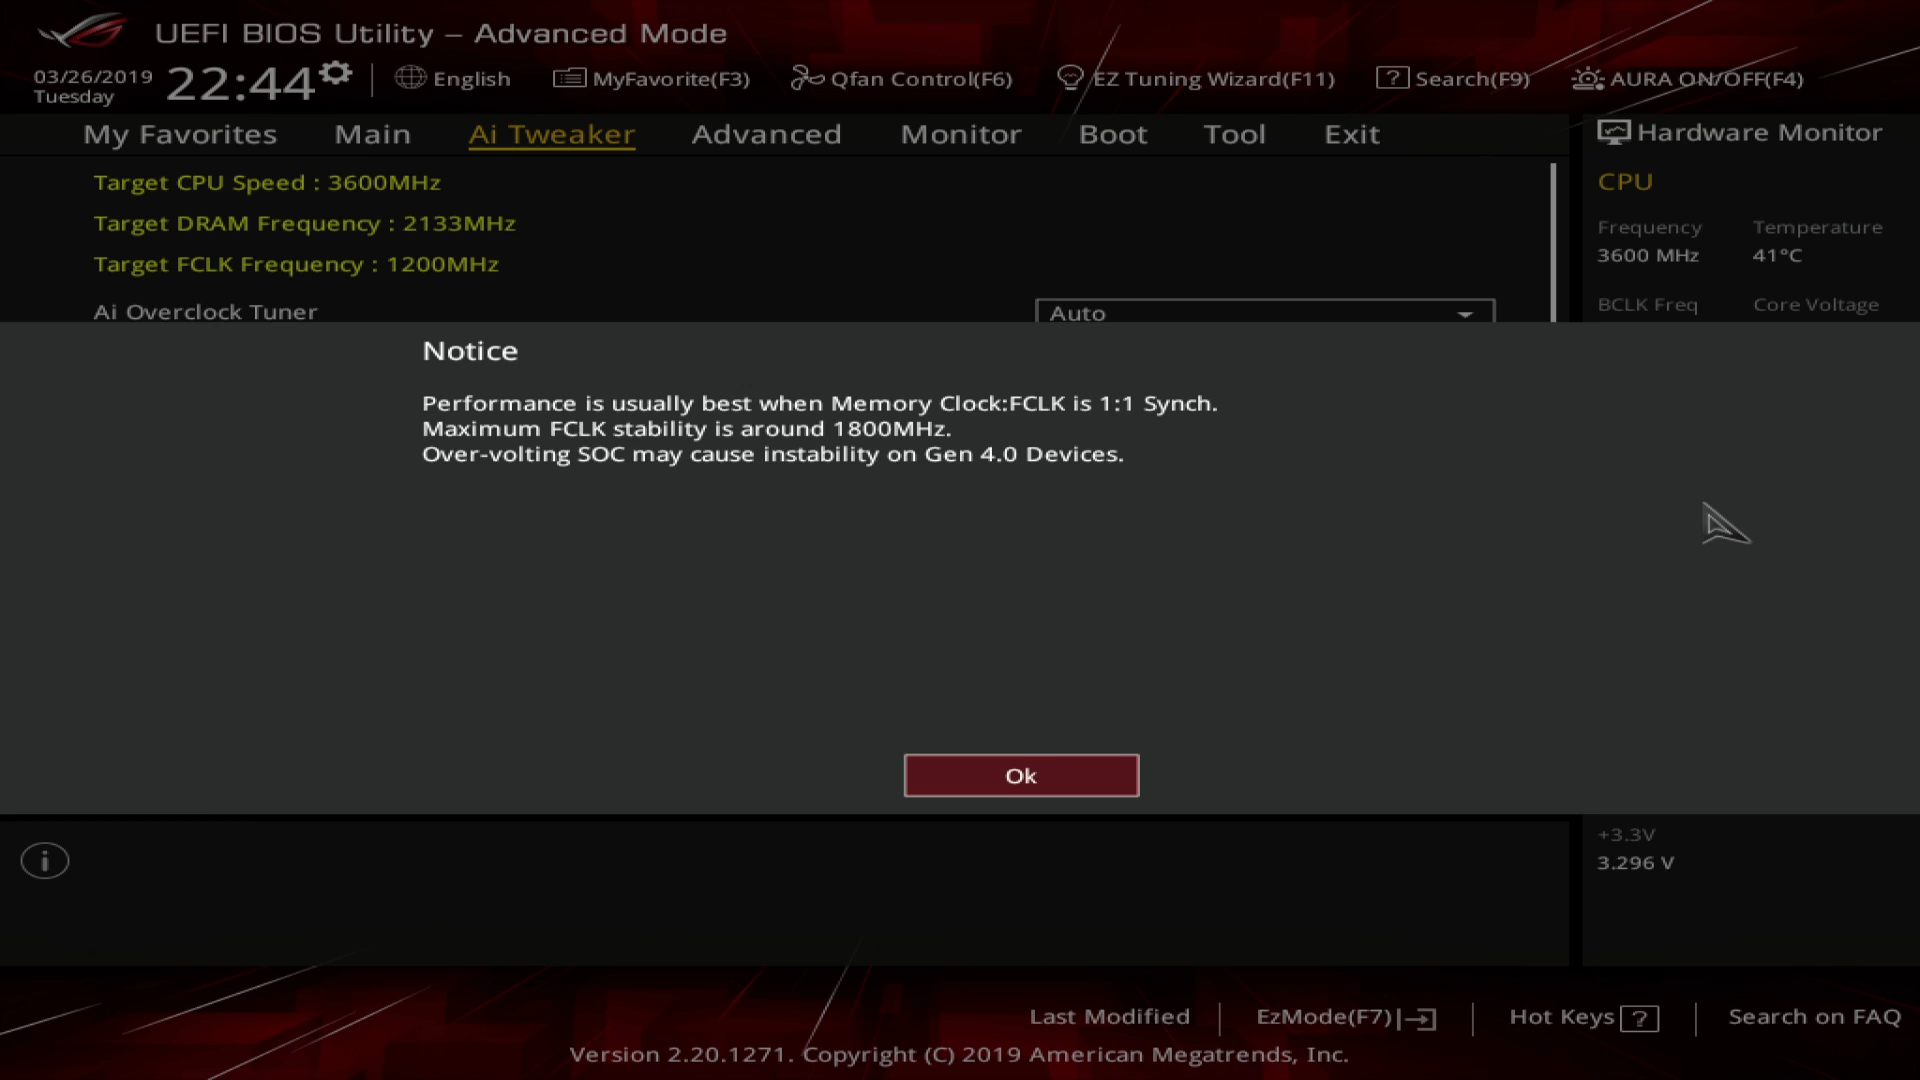 UEFI BIOS Utility – Advanced Mode
03/26/2019
Tuesday
22:44
English
MyFavorite(F3)
Qfan Control(F6)
EZ Tuning Wizard(F11)
? Search(F9)
AURA ON/OFF(F4)
My Favorites
Main
Ai Tweaker
Advanced
Monitor
Boot
Tool
Exit
Hardware Monitor
Target CPU Speed : 3600MHz
Target DRAM Frequency : 2133MHz
Target FCLK Frequency : 1200MHz
Ai Overclock Tuner
Auto
CPU
Frequency
Temperature
3600 MHz
41°C
BCLK Freq
Core Voltage
Notice
Performance is usually best when Memory Clock:FCLK is 1:1 Synch.
Maximum FCLK stability is around 1800MHz.
Over-volting SOC may cause instability on Gen 4.0 Devices.
Ok
+3.3V
3.296 V
i
Last Modified
EzMode(F7)
Hot Keys ?
Search on FAQ
Version 2.20.1271. Copyright (C) 2019 American Megatrends, Inc.